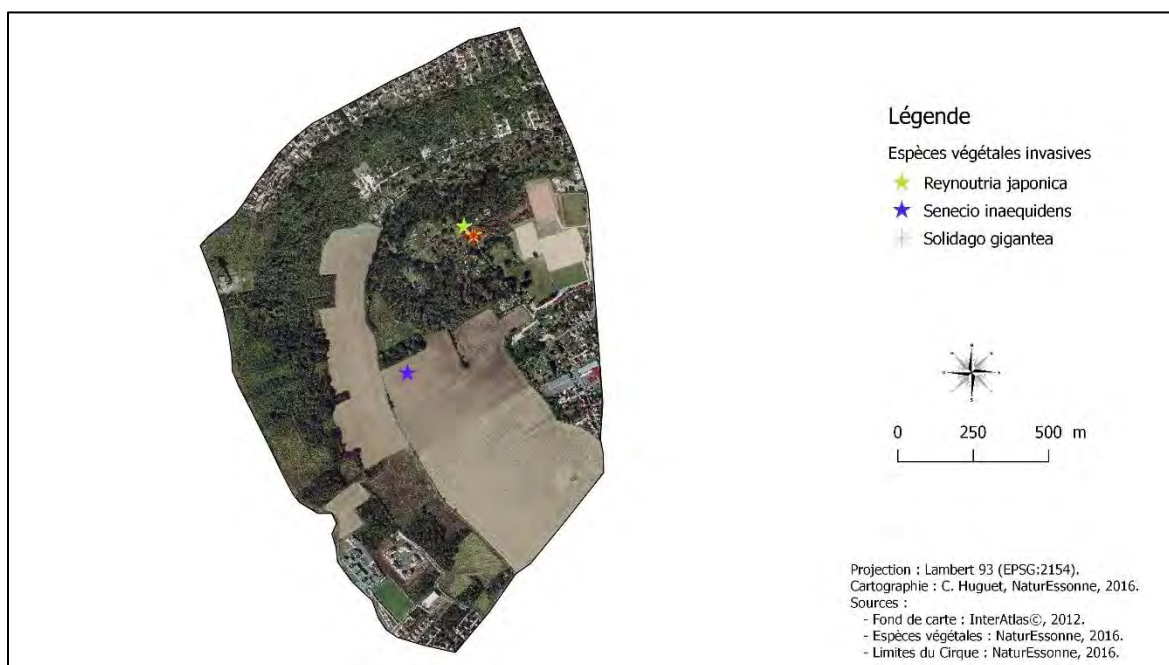 Légende
Espèces végétales invasives
Reynoutria japonica
Senecio inaequidens
Solidago gigantea
0 250 500 m
Projection : Lambert 93 (EPSG:2154).
Cartographie : C. Huguet, NaturEssonne, 2016.
Sources :
- Fond de carte : InterAtlas©, 2012.
- Espèces végétales : NaturEssonne, 2016.
- Limites du Cirque : NaturEssonne, 2016.